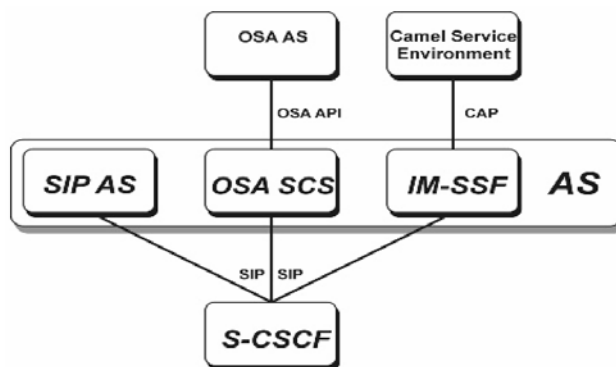 OSA AS
Camel Service
Environment
OSA API
CAP
SIP AS
OSA SCS
IM-SSF
AS
SIP
SIP
S-CSCF